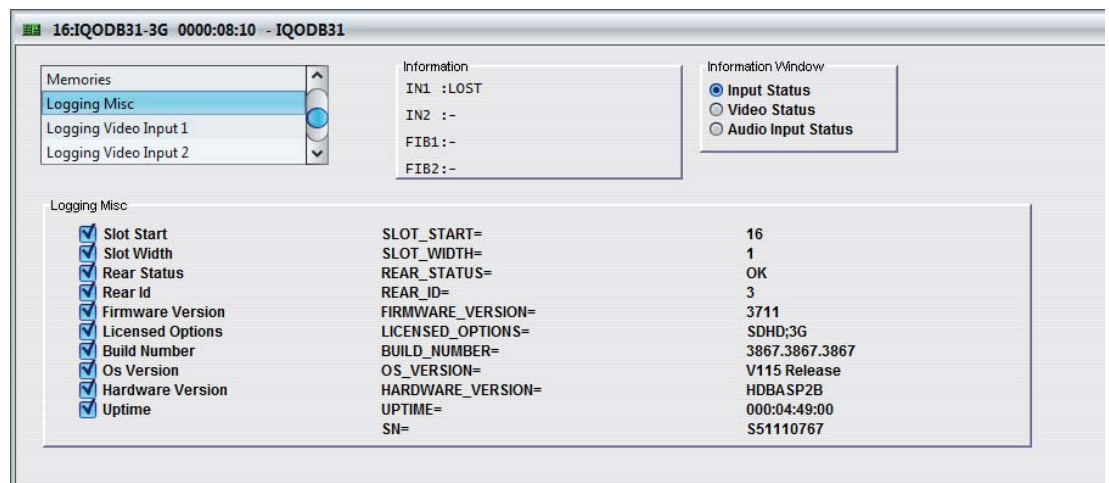 16:IQODB31-3G 0000:08:10 - IQODB31
Memories
Logging Misc
Logging Video Input 1
Logging Video Input 2
Information
IN1 :LOST
IN2 :-
FIB1:-
FIB2:-
Information Window
Input Status
Video Status
Audio Input Status
Logging Misc
Slot Start SLOT_START= 16
Slot Width SLOT_WIDTH= 1
Rear Status REAR_STATUS= OK
Rear Id REAR_ID= 3
Firmware Version FIRMWARE_VERSION= 3711
Licensed Options LICENSED_OPTIONS= SDHD;3G
Build Number BUILD_NUMBER= 3867.3867.3867
Os Version OS_VERSION= V115 Release
Hardware Version HARDWARE_VERSION= HDBASP2B
Uptime UPTIME= 000:04:49:00
SN= S51110767